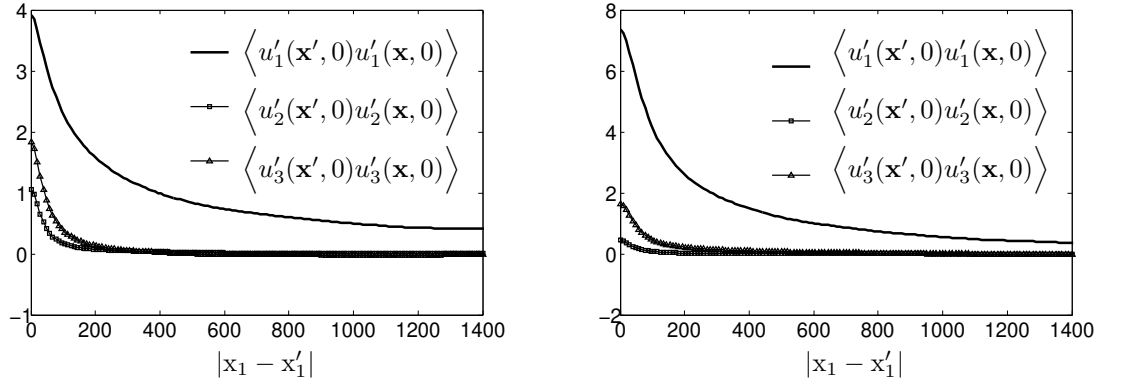 4
3
2
1
0
−1
0 200 400 600 800 1000 1200 1400
|x₁ − x′₁|
⟨u′₁(x′, 0)u′₁(x, 0)⟩
⟨u′₂(x′, 0)u′₂(x, 0)⟩
⟨u′₃(x′, 0)u′₃(x, 0)⟩
8
6
4
2
0
−2
0 200 400 600 800 1000 1200 1400
|x₁ − x′₁|
⟨u′₁(x′, 0)u′₁(x, 0)⟩
⟨u′₂(x′, 0)u′₂(x, 0)⟩
⟨u′₃(x′, 0)u′₃(x, 0)⟩